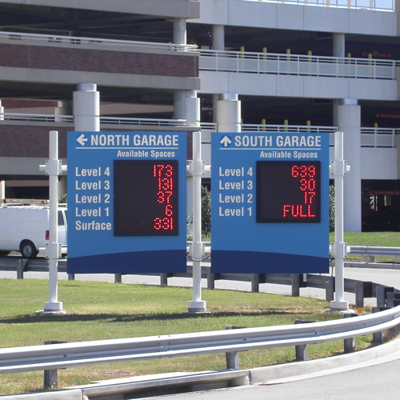 ← NORTH GARAGE
Available Spaces
Level 4 173
Level 3 131
Level 2 37
Level 1 6
Surface 331
↑ SOUTH GARAGE
Available Spaces
Level 4 639
Level 3 30
Level 2 17
Level 1 FULL